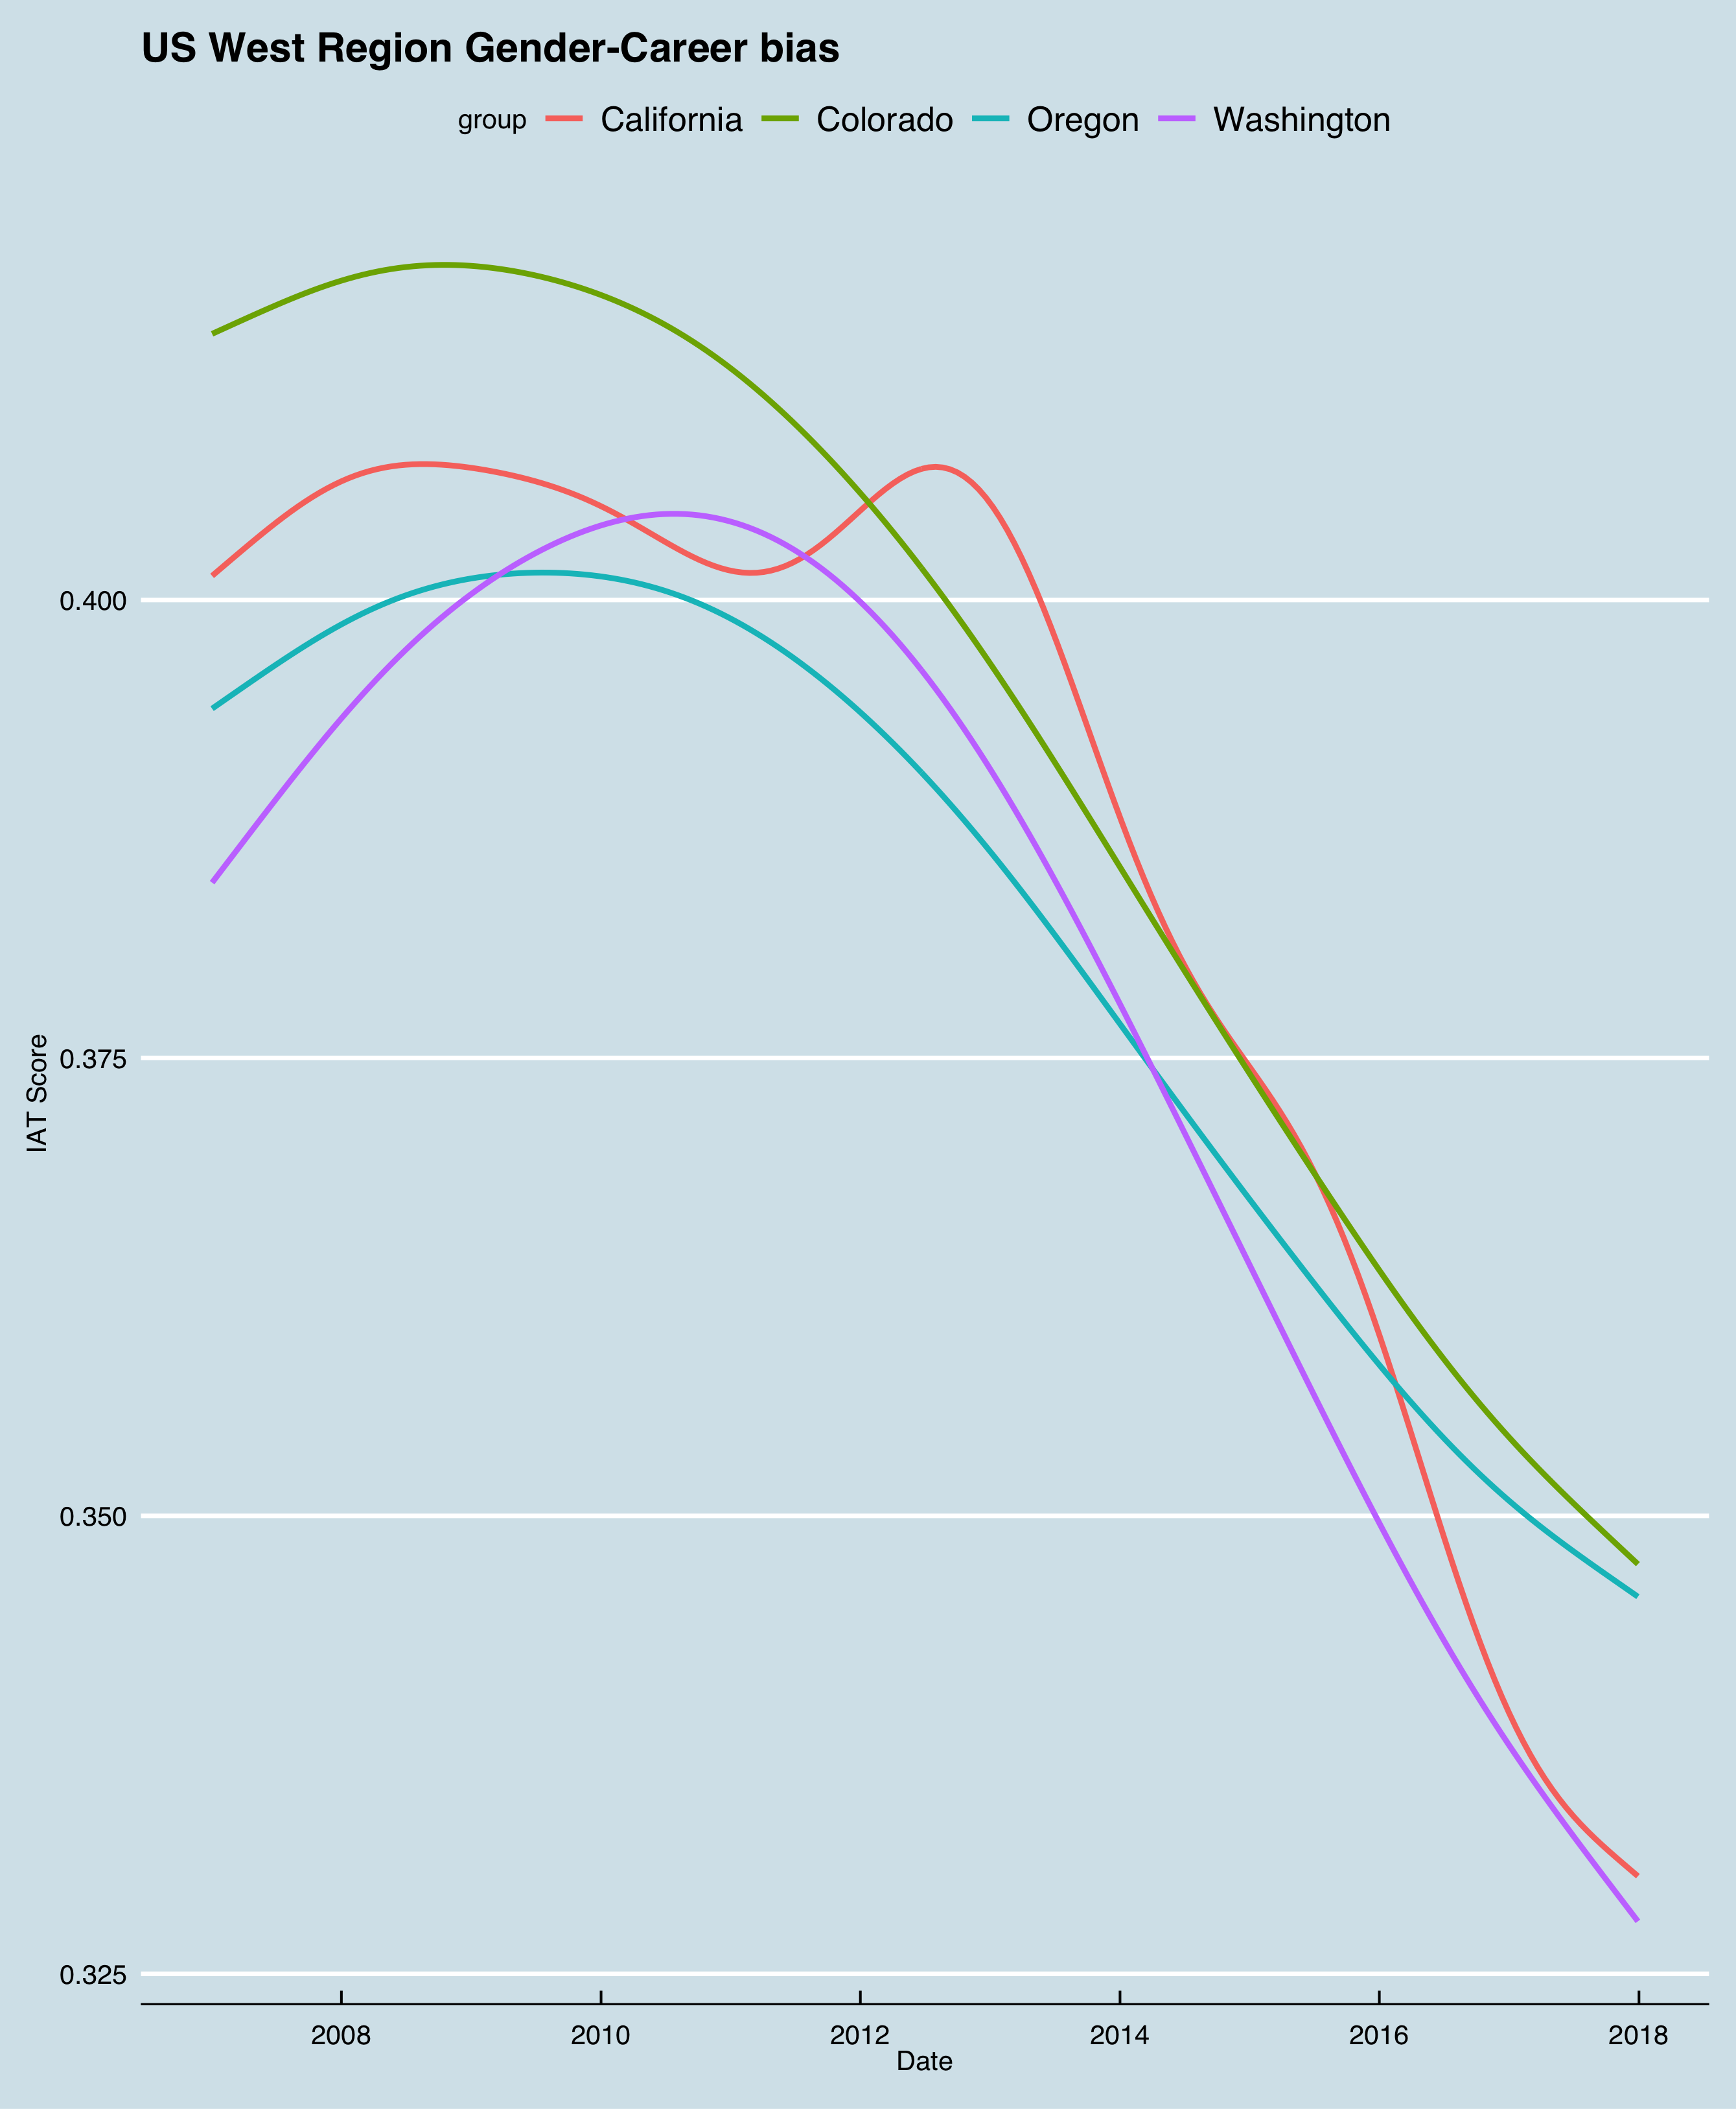 US West Region Gender-Career bias
group California Colorado Oregon Washington
0.400
0.375
IAT Score
0.350
0.325
2008 2010 2012 2014 2016 2018
Date